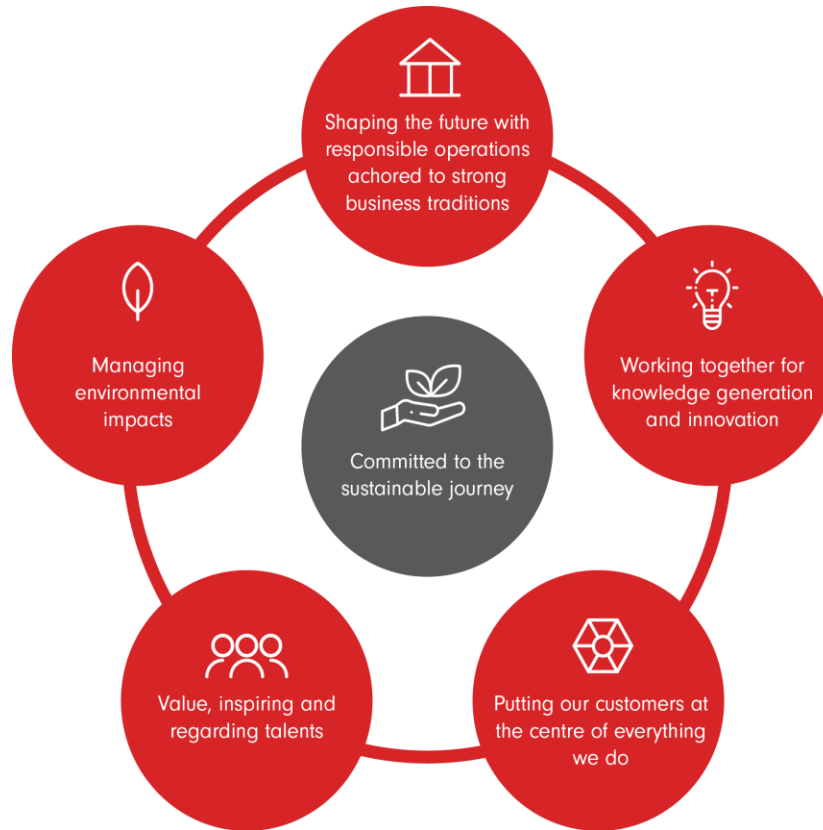 Shaping the future with
responsible operations
achored to strong
business traditions
Working together for
knowledge generation
and innovation
Putting our customers at
the centre of everything
we do
Value, inspiring and
regarding talents
Managing
environmental
impacts
Committed to the
sustainable journey